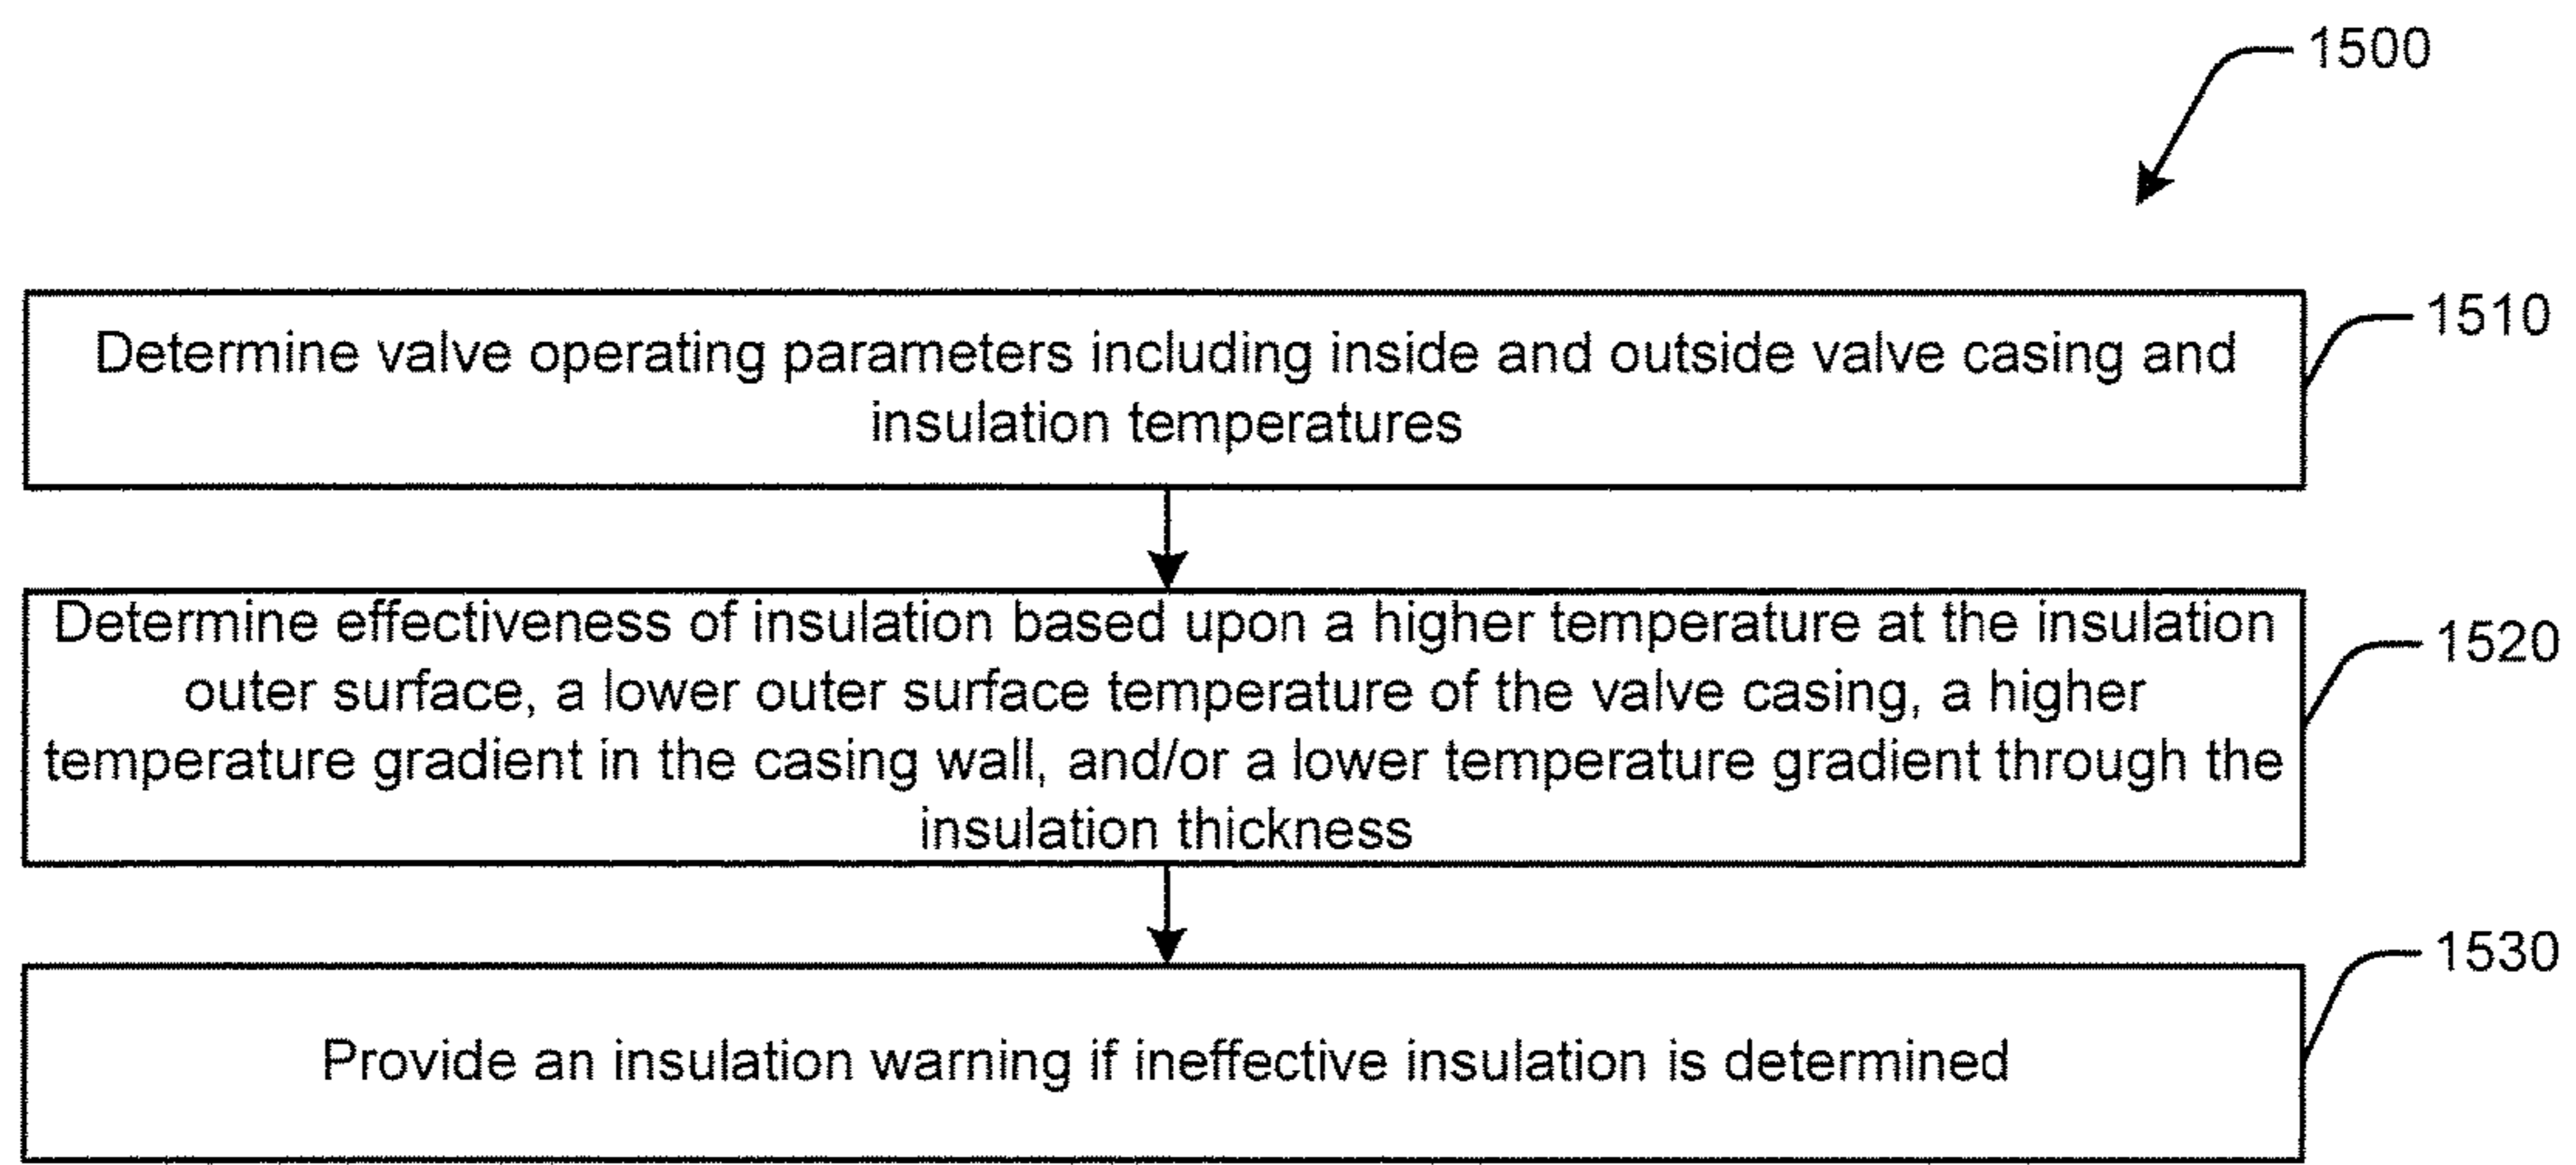 1500
Determine valve operating parameters including inside and outside valve casing and
insulation temperatures
1510
Determine effectiveness of insulation based upon a higher temperature at the insulation
outer surface, a lower outer surface temperature of the valve casing, a higher
temperature gradient in the casing wall, and/or a lower temperature gradient through the
insulation thickness
1520
Provide an insulation warning if ineffective insulation is determined
1530